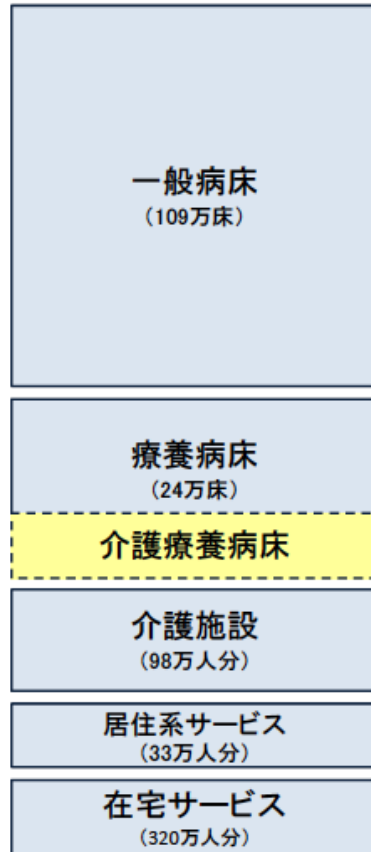 一般病床
（109万床）
療養病床
（24万床）
介護療養病床
介護施設
（98万人分）
居住系サービス
（33万人分）
在宅サービス
（320万人分）